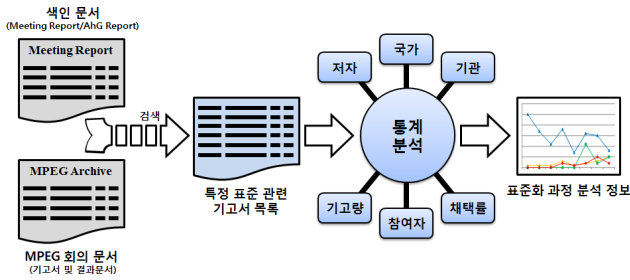 색인 문서
(Meeting Report/AhG Report)
Meeting Report
검색
MPEG Archive
MPEG 회의 문서
(기고서 및 결과문서)
특정 표준 관련
기고서 목록
저자
국가
기관
통계
분석
기고량
참여자
채택률
표준화 과정 분석 정보